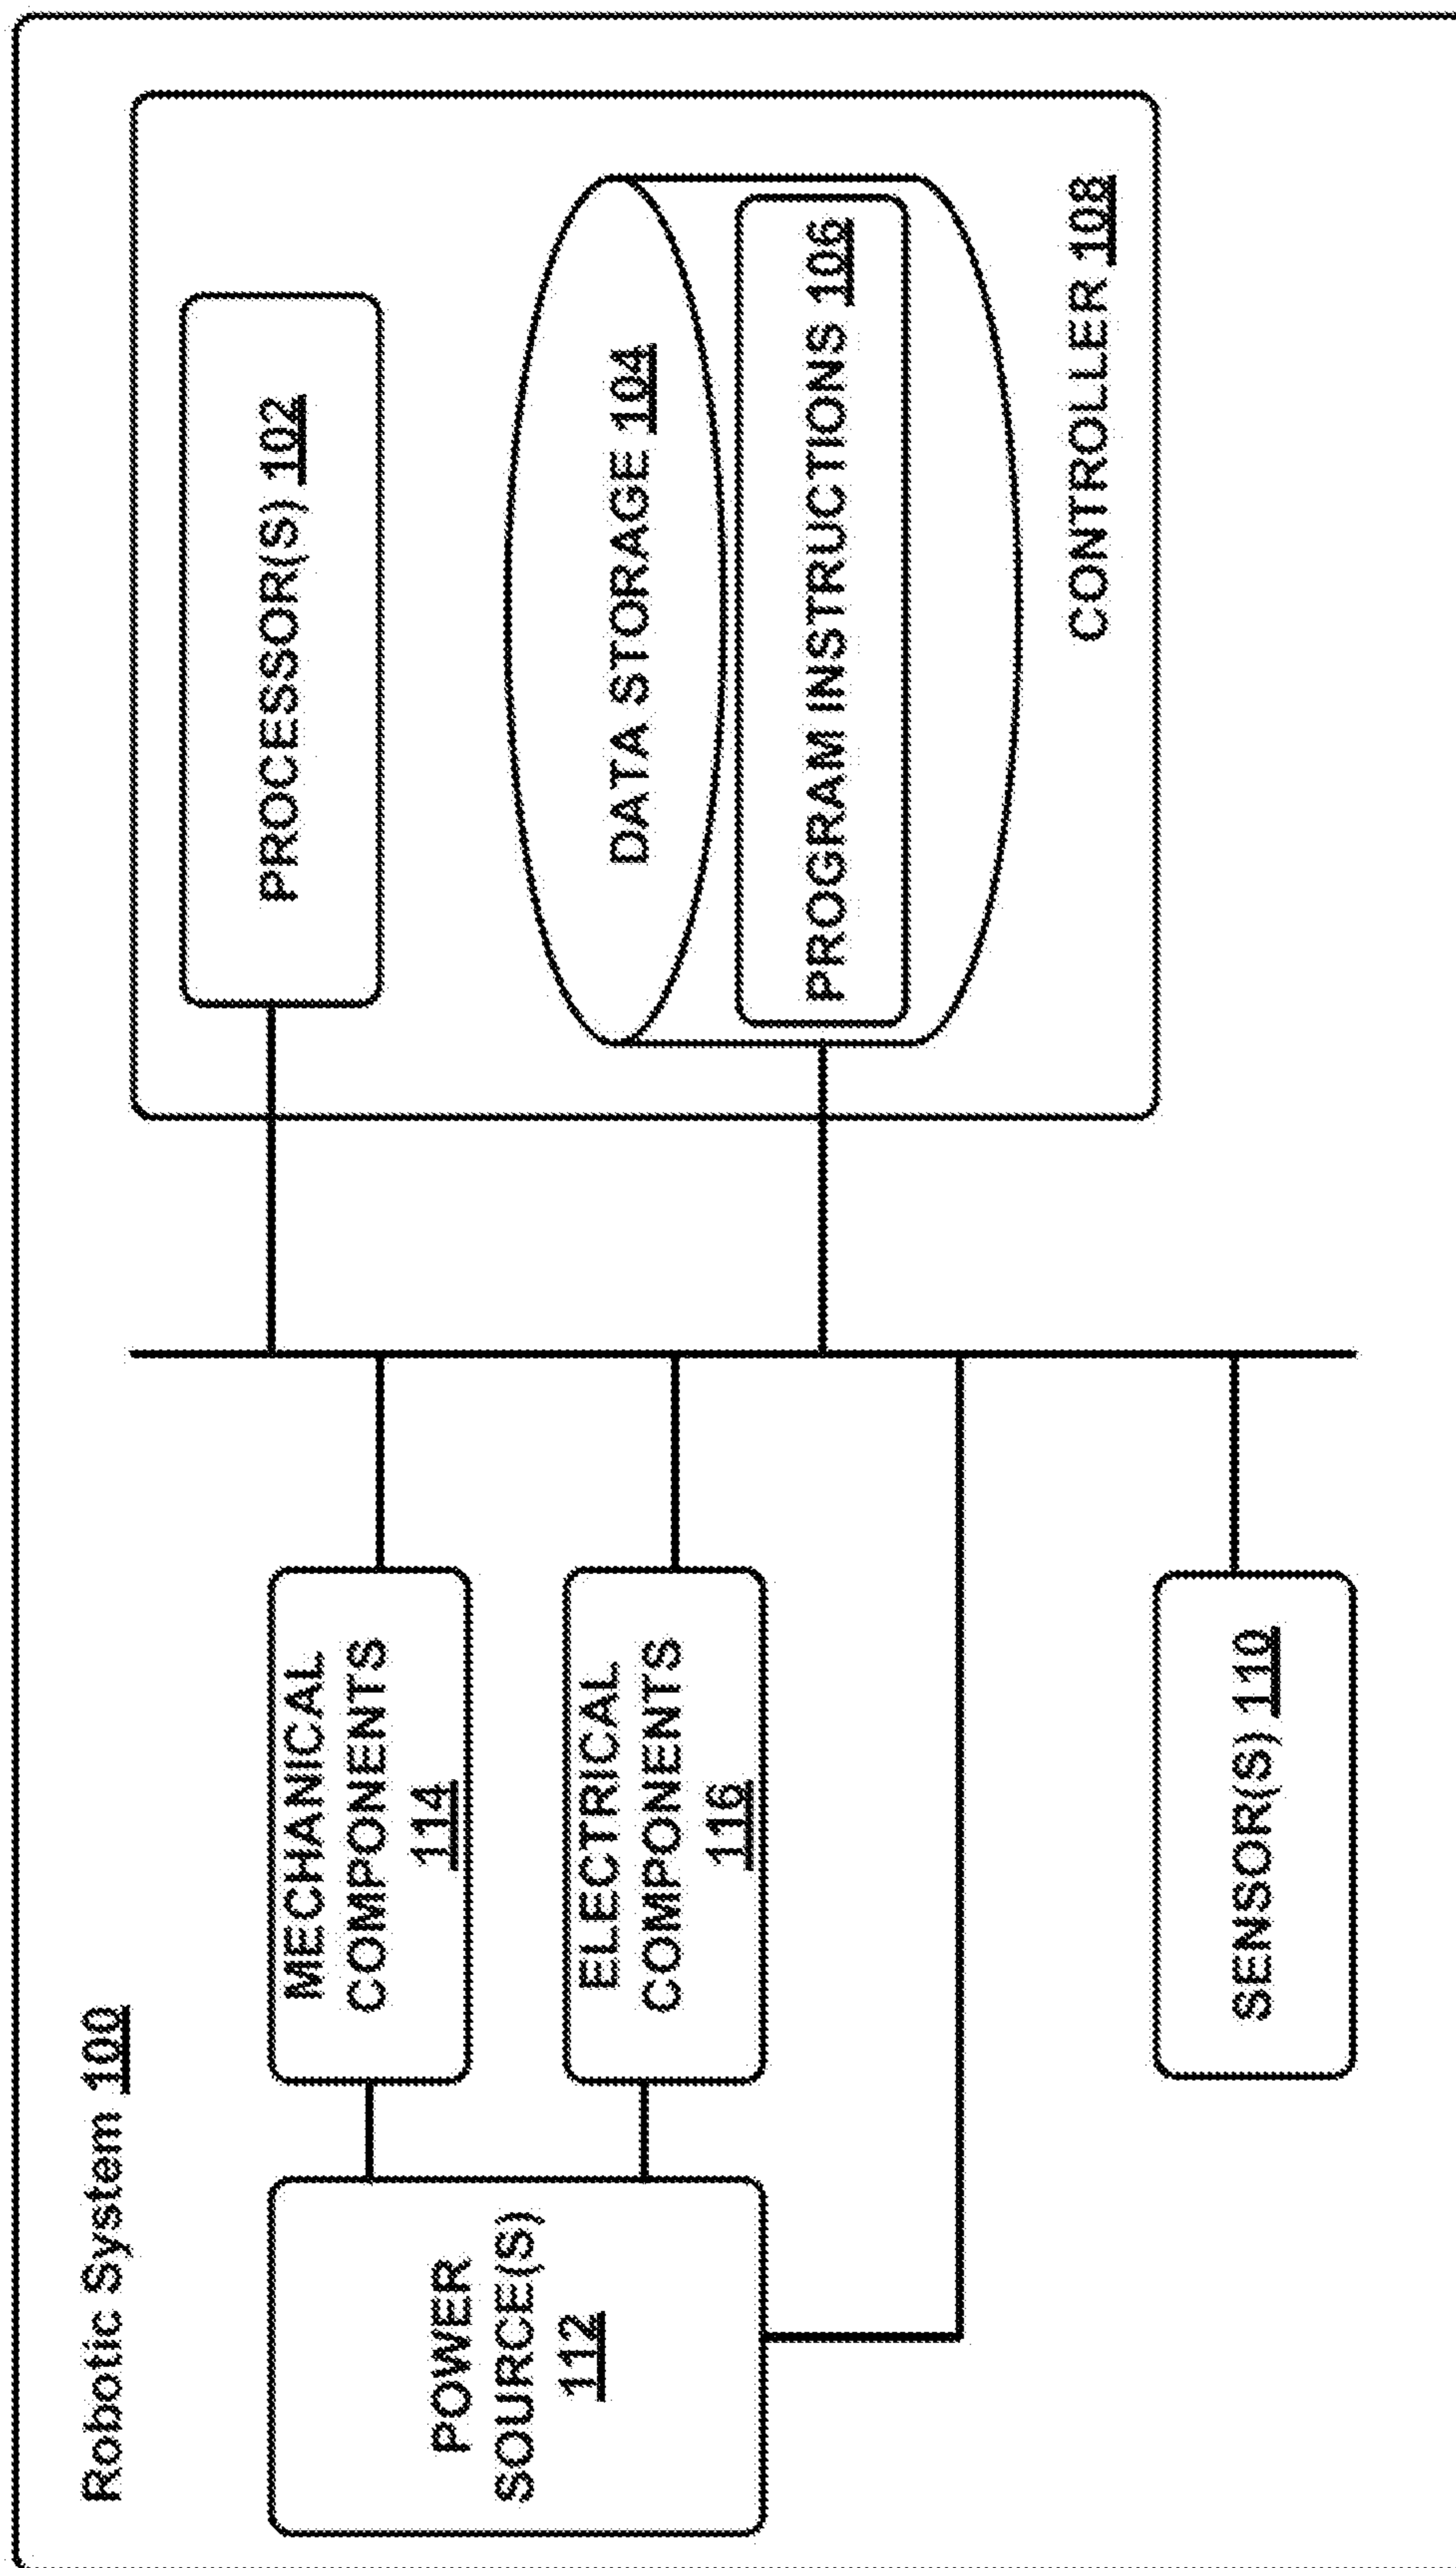 Robotic System 100
POWER
SOURCE(S)
112
MECHANICAL
COMPONENTS
114
ELECTRICAL
COMPONENTS
116
SENSOR(S) 110
PROCESSOR(S) 102
DATA STORAGE 104
PROGRAM INSTRUCTIONS 106
CONTROLLER 108